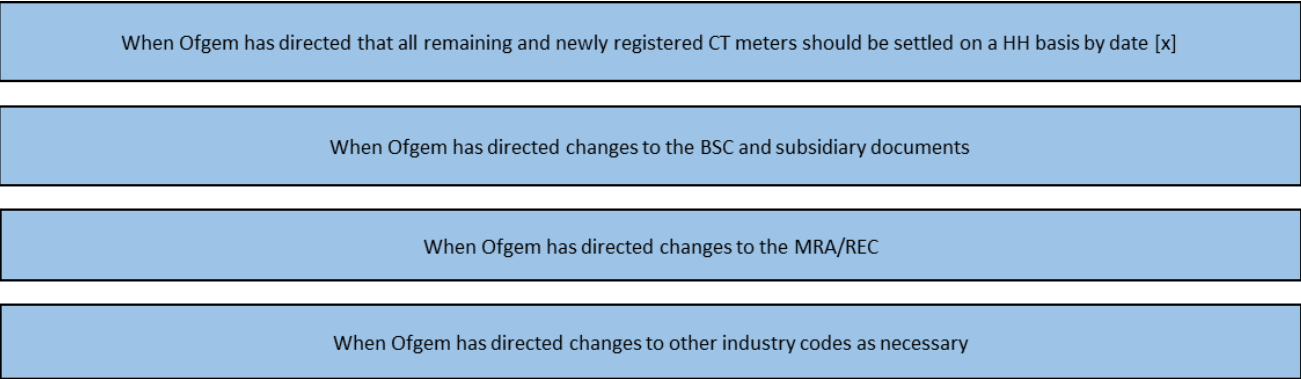 When Ofgem has directed that all remaining and newly registered CT meters should be settled on a HH basis by date [x]
When Ofgem has directed changes to the BSC and subsidiary documents
When Ofgem has directed changes to the MRA/REC
When Ofgem has directed changes to other industry codes as necessary